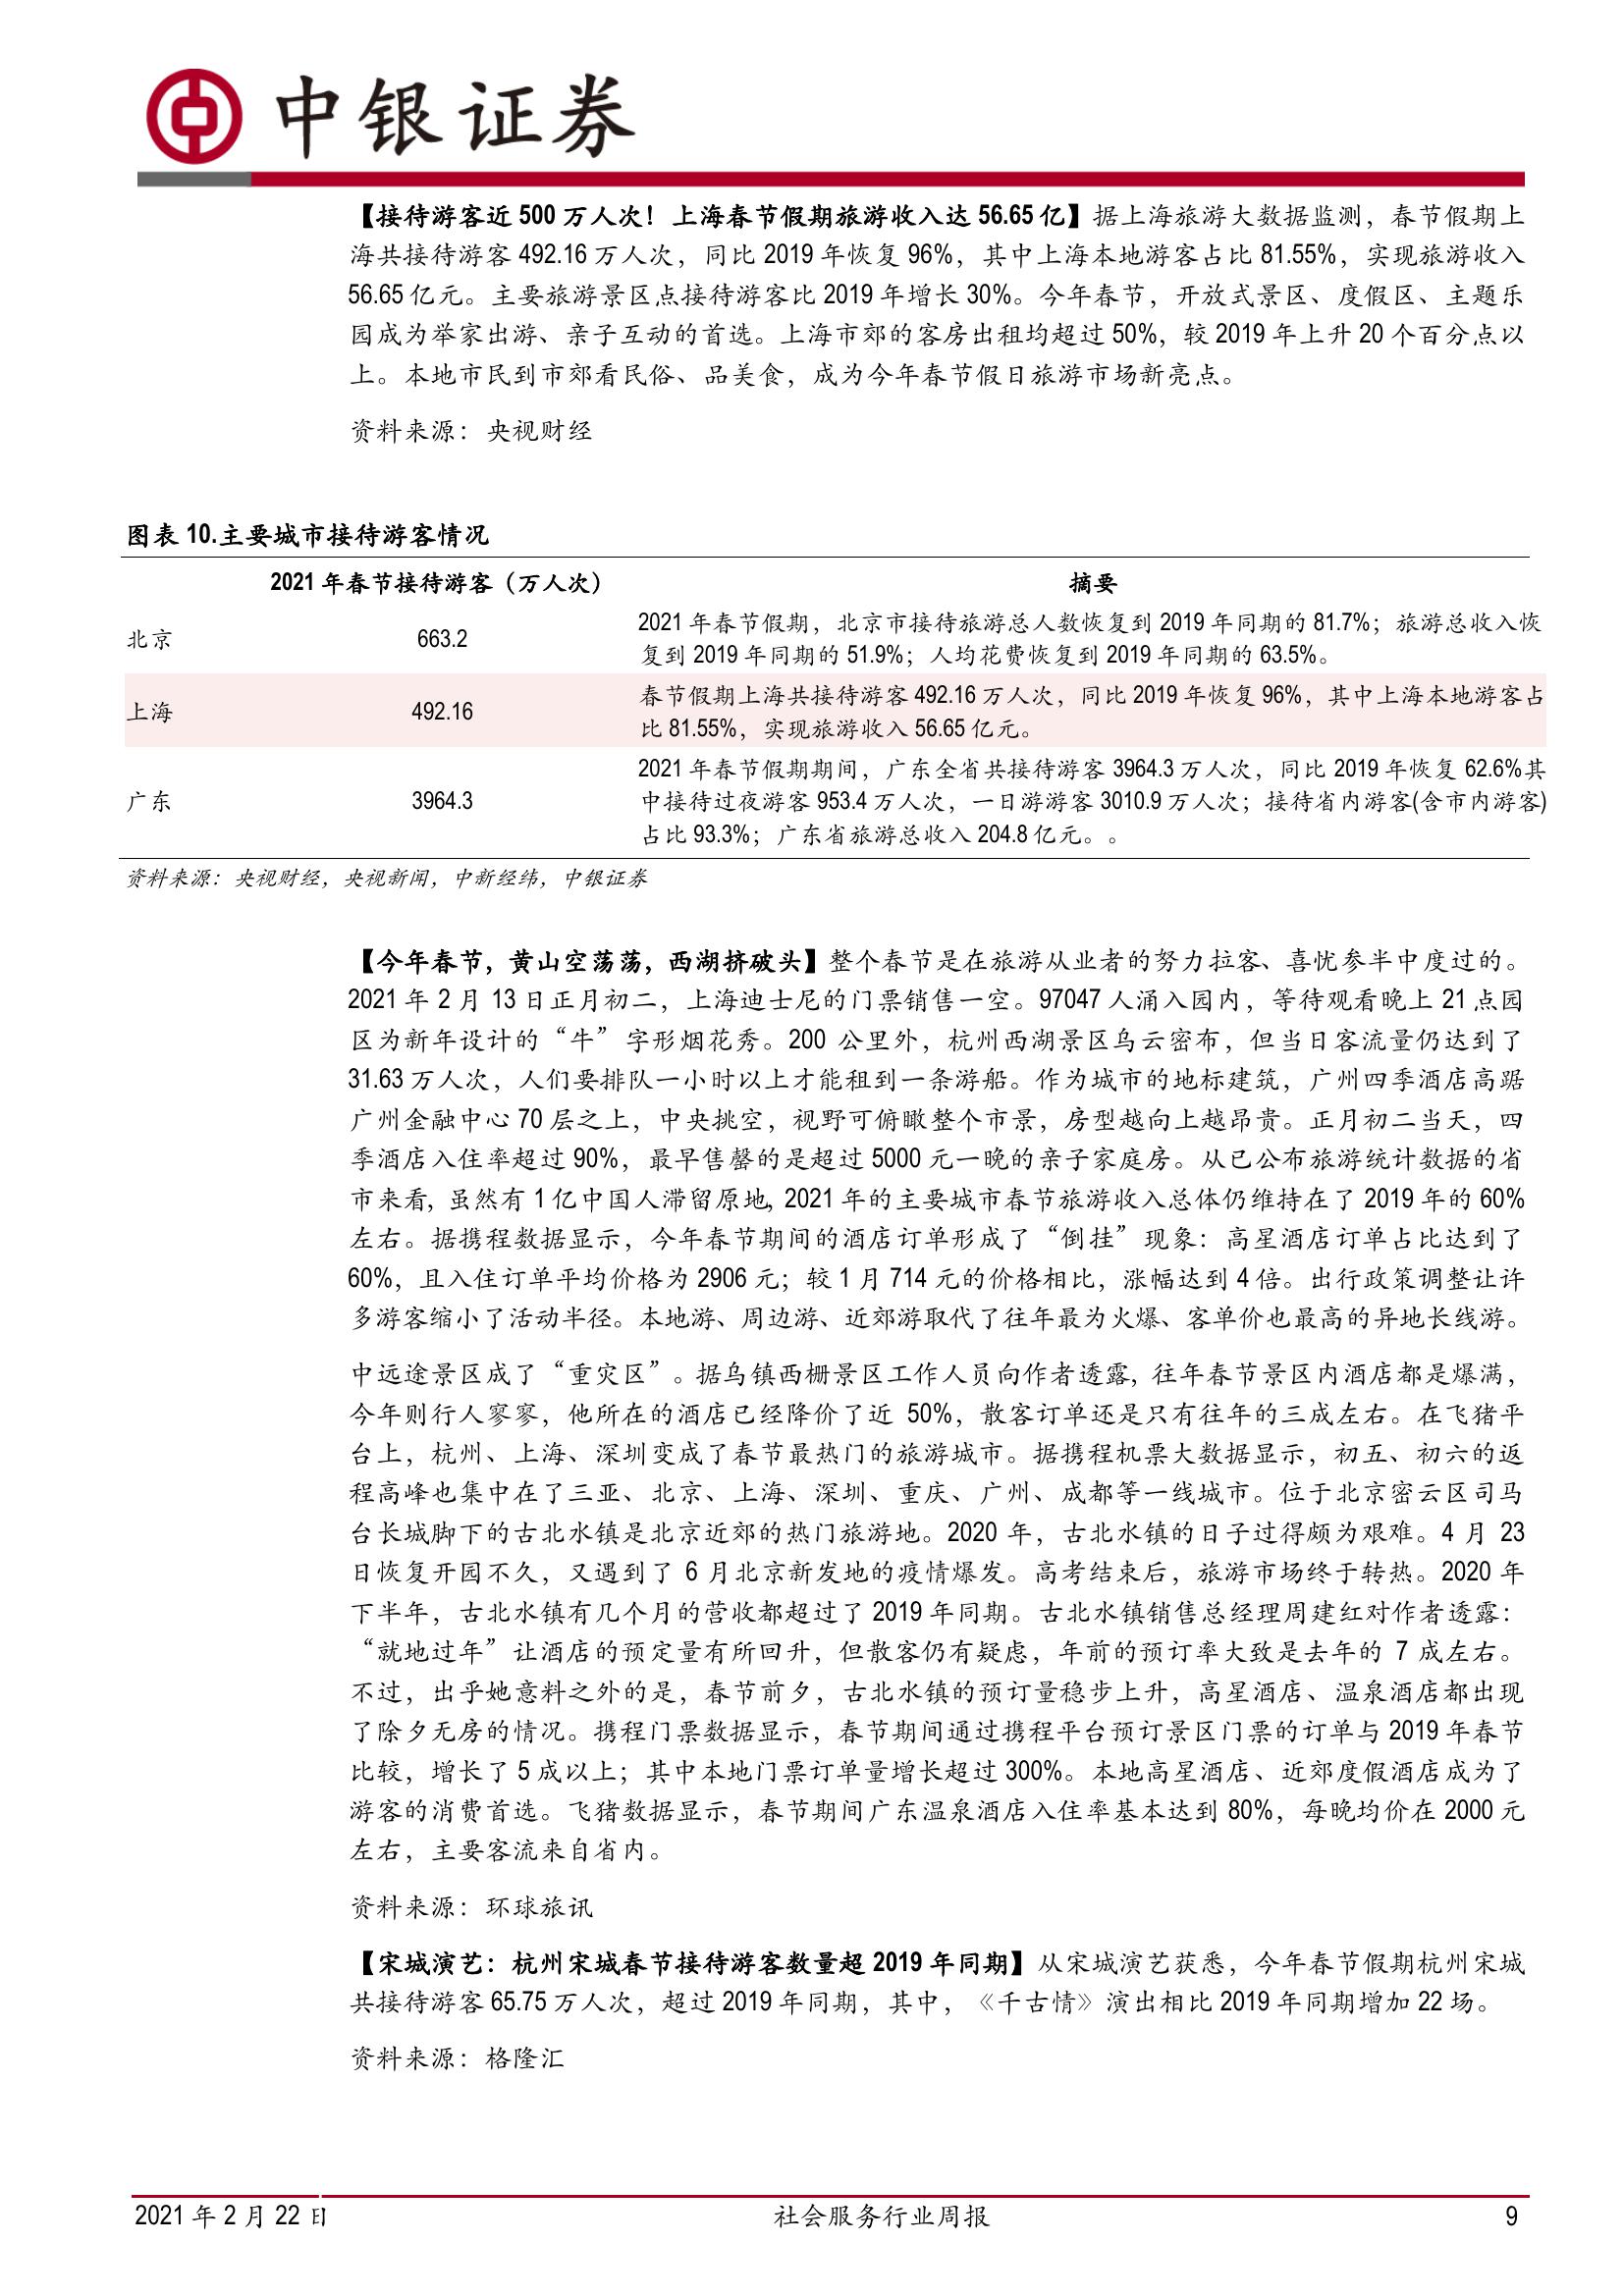 中银证券
【接待游客近 500 万人次！上海春节假期旅游收入达 56.65 亿】据上海旅游大数据监测，春节假期上
海共接待游客 492.16 万人次，同比 2019 年恢复 96%，其中上海本地游客占比 81.55%，实现旅游收入
56.65 亿元。主要旅游景区点接待游客比 2019 年增长 30%。今年春节，开放式景区、度假区、主题乐
园成为举家出游、亲子互动的首选。上海市郊的客房出租均超过 50%，较 2019 年上升 20 个百分点以
上。本地市民到市郊看民俗、品美食，成为今年春节假日旅游市场新亮点。
资料来源：央视财经
图表 10.主要城市接待游客情况
2021 年春节接待游客（万人次） 摘要
北京 663.2 2021 年春节假期，北京市接待旅游总人数恢复到 2019 年同期的 81.7%；旅游总收入恢
复到 2019 年同期的 51.9%；人均花费恢复到 2019 年同期的 63.5%。
上海 492.16 春节假期上海共接待游客 492.16 万人次，同比 2019 年恢复 96%，其中上海本地游客占
比 81.55%，实现旅游收入 56.65 亿元。
广东 3964.3 2021 年春节假期期间，广东全省共接待游客 3964.3 万人次，同比 2019 年恢复 62.6%其
中接待过夜游客 953.4 万人次，一日游游客 3010.9 万人次；接待省内游客(含市内游客)
占比 93.3%；广东省旅游总收入 204.8 亿元。。
资料来源：央视财经，央视新闻，中新经纬，中银证券
【今年春节，黄山空荡荡，西湖挤破头】整个春节是在旅游从业者的努力拉客、喜忧参半中度过的。
2021 年 2 月 13 日正月初二，上海迪士尼的门票销售一空。97047 人涌入园内，等待观看晚上 21 点园
区为新年设计的“牛”字形烟花秀。200 公里外，杭州西湖景区乌云密布，但当日客流量仍达到了
31.63 万人次，人们要排队一小时以上才能租到一条游船。作为城市的地标建筑，广州四季酒店高踞
广州金融中心 70 层之上，中央挑空，视野可俯瞰整个市景，房型越向上越昂贵。正月初二当天，四
季酒店入住率超过 90%，最早售罄的是超过 5000 元一晚的亲子家庭房。从已公布旅游统计数据的省
市来看，虽然有 1 亿中国人滞留原地，2021 年的主要城市春节旅游收入总体仍维持在了 2019 年的 60%
左右。据携程数据显示，今年春节期间的酒店订单形成了“倒挂”现象：高星酒店订单占比达到了
60%，且入住订单平均价格为 2906 元；较 1 月 714 元的价格相比，涨幅达到 4 倍。出行政策调整让许
多游客缩小了活动半径。本地游、周边游、近郊游取代了往年最为火爆、客单价也最高的异地长线游。
中远途景区成了“重灾区”。据乌镇西栅景区工作人员向作者透露，往年春节景区内酒店都是爆满，
今年则行人寥寥，他所在的酒店已经降价了近 50%，散客订单还是只有往年的三成左右。在飞猪平
台上，杭州、上海、深圳变成了春节最热门的旅游城市。据携程机票大数据显示，初五、初六的返
程高峰也集中在了三亚、北京、上海、深圳、重庆、广州、成都等一线城市。位于北京密云区司马
台长城脚下的古北水镇是北京近郊的热门旅游地。2020 年，古北水镇的日子过得颇为艰难。4 月 23
日恢复开园不久，又遇到了 6 月北京新发地的疫情爆发。高考结束后，旅游市场终于转热。2020 年
下半年，古北水镇有几个月的营收都超过了 2019 年同期。古北水镇销售总经理周建红对作者透露：
“就地过年”让酒店的预定量有所回升，但散客仍有疑虑，年前的预订率大致是去年的 7 成左右。
不过，出乎她意料之外的是，春节前夕，古北水镇的预订量稳步上升，高星酒店、温泉酒店都出现
了除夕无房的情况。携程门票数据显示，春节期间通过携程平台预订景区门票的订单与 2019 年春节
比较，增长了 5 成以上；其中本地门票订单量增长超过 300%。本地高星酒店、近郊度假酒店成为了
游客的消费首选。飞猪数据显示，春节期间广东温泉酒店入住率基本达到 80%，每晚均价在 2000 元
左右，主要客流来自省内。
资料来源：环球旅讯
【宋城演艺：杭州宋城春节接待游客数量超 2019 年同期】从宋城演艺获悉，今年春节假期杭州宋城
共接待游客 65.75 万人次，超过 2019 年同期，其中，《千古情》演出相比 2019 年同期增加 22 场。
资料来源：格隆汇
2021 年 2 月 22 日 社会服务行业周报 9